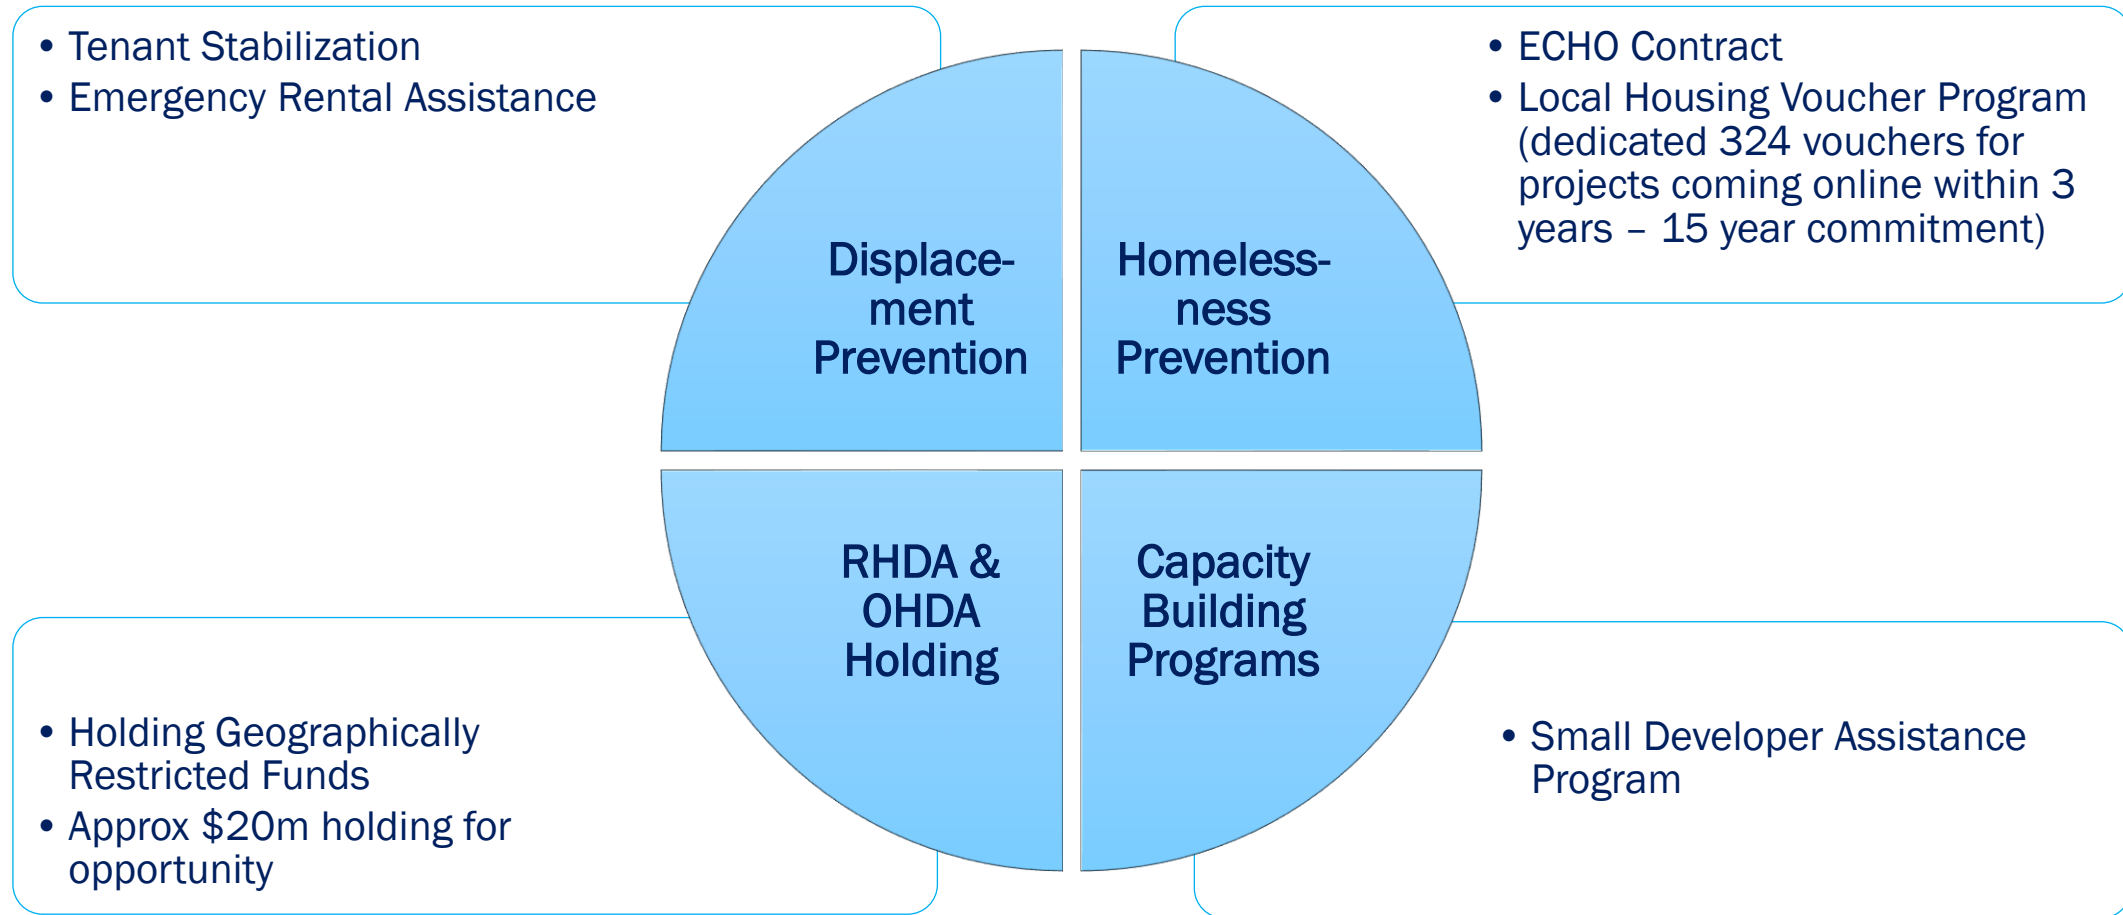 • Tenant Stabilization
• Emergency Rental Assistance
• ECHO Contract
• Local Housing Voucher Program
(dedicated 324 vouchers for
projects coming online within 3
years – 15 year commitment)
Displace-
ment
Prevention
Homeless-
ness
Prevention
RHDA &
OHDA
Holding
Capacity
Building
Programs
• Holding Geographically
Restricted Funds
• Approx $20m holding for
opportunity
• Small Developer Assistance
Program